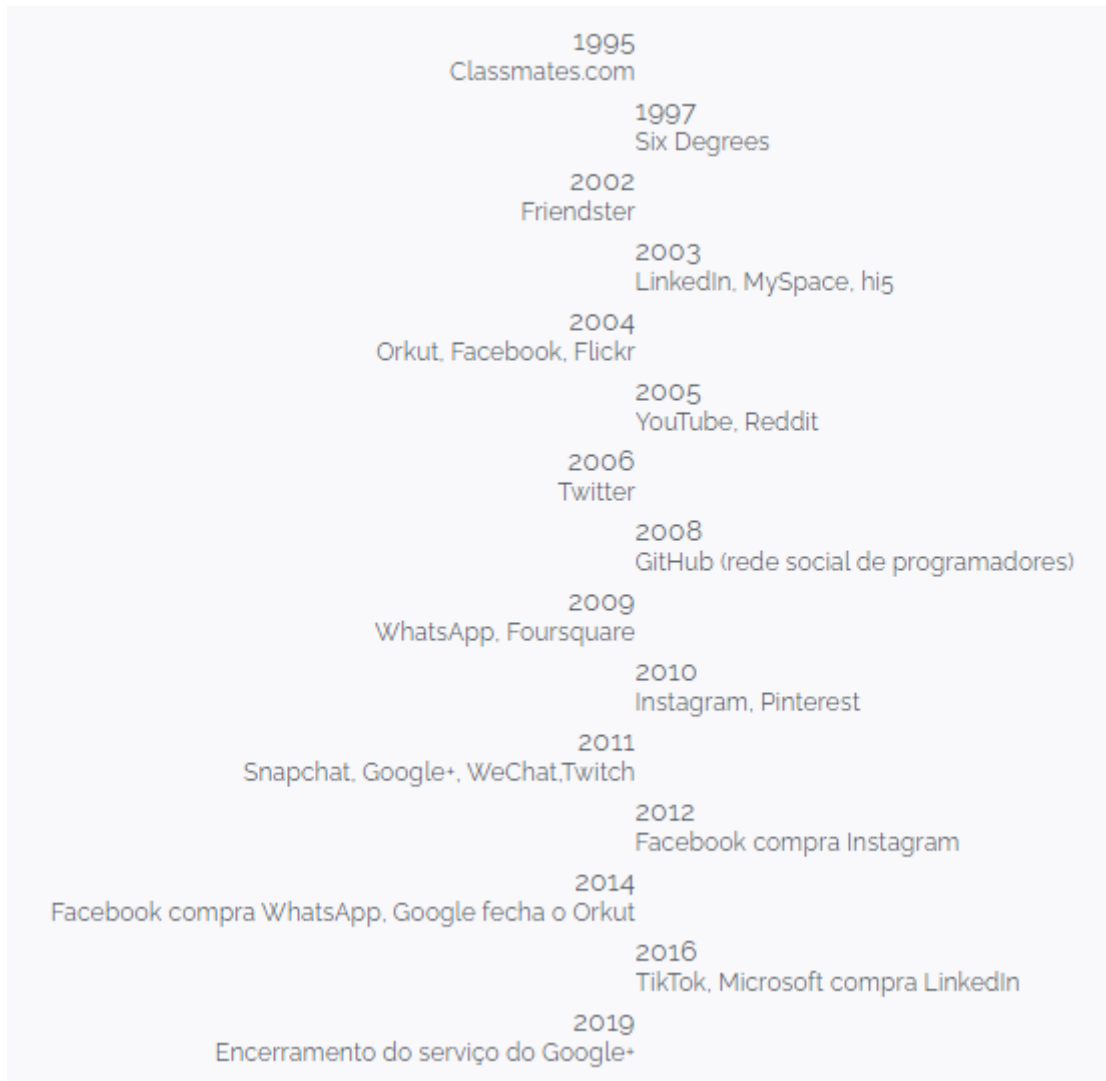 1995
Classmates.com
1997
Six Degrees
2002
Friendster
2003
LinkedIn, MySpace, hi5
2004
Orkut, Facebook, Flickr
2005
YouTube, Reddit
2006
Twitter
2008
GitHub (rede social de programadores)
2009
WhatsApp, Foursquare
2010
Instagram, Pinterest
2011
Snapchat, Google+, WeChat,Twitch
2012
Facebook compra Instagram
2014
Facebook compra WhatsApp, Google fecha o Orkut
2016
TikTok, Microsoft compra LinkedIn
2019
Encerramento do serviço do Google+